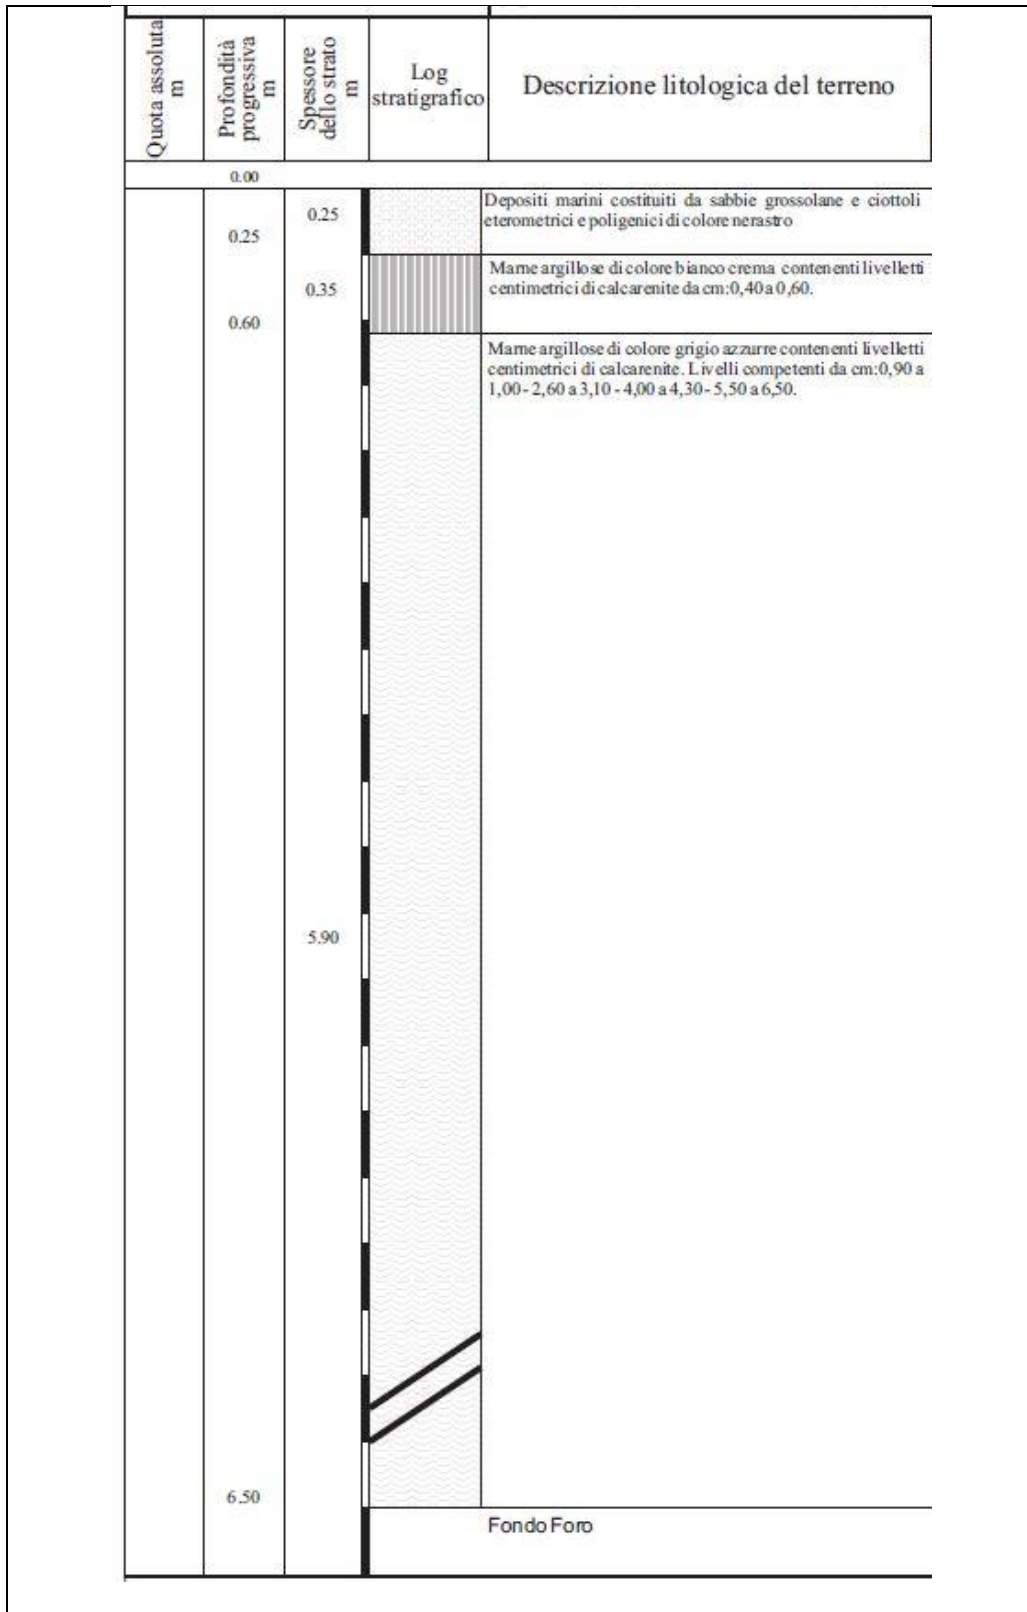 Quota assoluta
m
Profondità
progressiva
m
Spessore
dello strato
m
Log
stratigrafico
Descrizione litologica del terreno
0.00
0.25
0.25
Depositi marini costituiti da sabbie grossolane e ciottoli
eterometrici e poligenici di colore nerastro
0.35
0.60
Marne argillose di colore bianco crema contenenti livelletti
centimetrici di calcarenite da cm:0,40 a 0,60.
Marne argillose di colore grigio azzurre contenenti livelletti
centimetrici di calcarenite. Livelli competenti da cm:0,90 a
1,00 - 2,60 a 3,10 - 4,00 a 4,30 - 5,50 a 6,50.
5.90
6.50
Fondo Foro